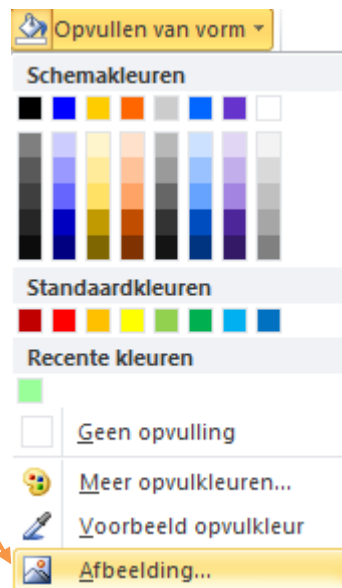 Opvullen van vorm
Schemakleuren
Standaardkleuren
Recente kleuren
Geen opvulling
Meer opvulkleuren...
Voorbeeld opvulkleur
Afbeelding...